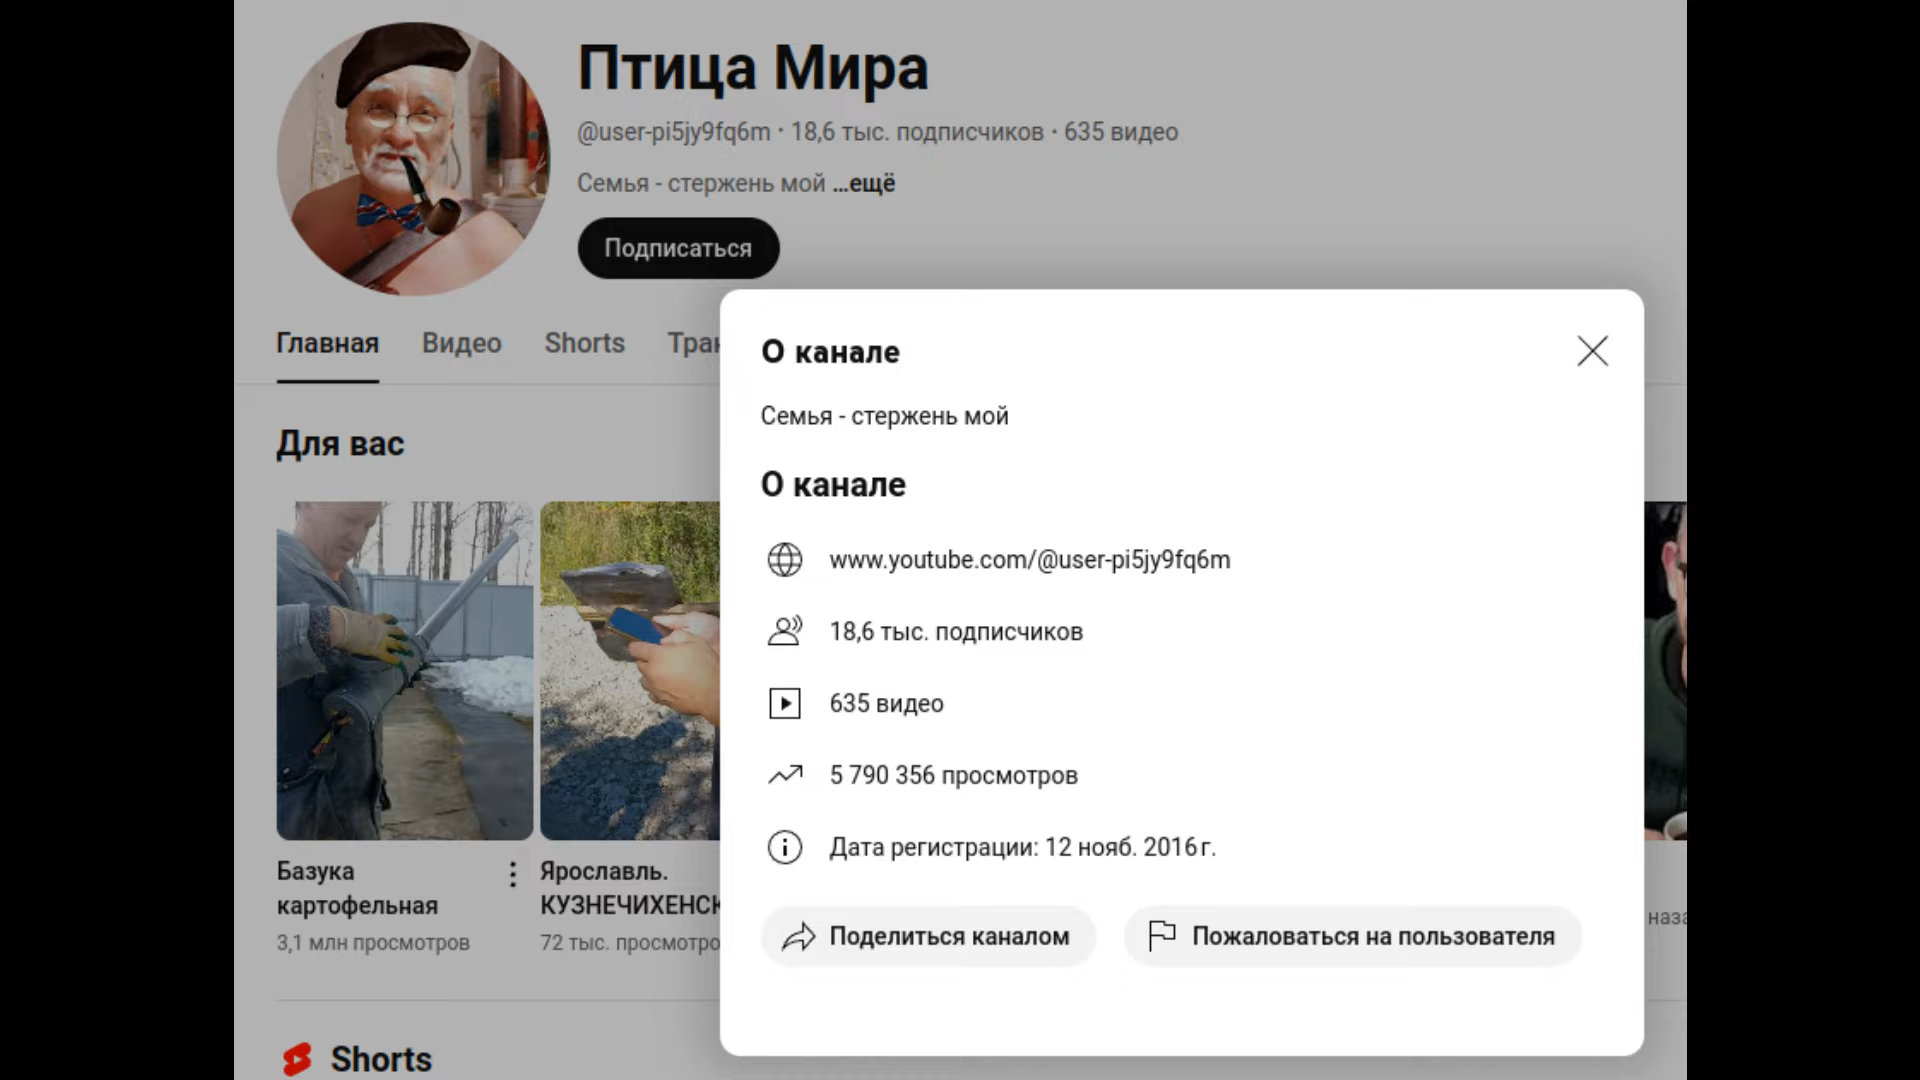 Птица Мира
@user-pi5jy9fq6m · 18,6 тыс. подписчиков · 635 видео
Семья - стержень мой ...ещё
Подписаться
Главная Видео Shorts
Для вас
О канале
Семья - стержень мой
О канале
www.youtube.com/@user-pi5jy9fq6m
18,6 тыс. подписчиков
635 видео
5 790 356 просмотров
Дата регистрации: 12 нояб. 2016 г.
Поделиться каналом
Пожаловаться на пользователя
Базука
картофельная
3,1 млн просмотров
Ярославль.
72 тыс.
Shorts